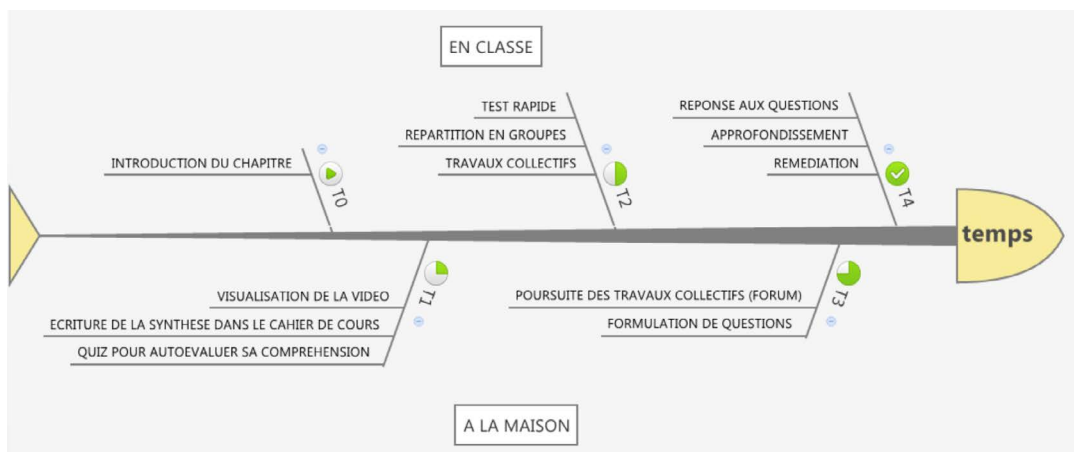 EN CLASSE
INTRODUCTION DU CHAPITRE
T0
TEST RAPIDE
REPARTITION EN GROUPES
TRAVAUX COLLECTIFS
T2
REPONSE AUX QUESTIONS
APPROFONDISSEMENT
REMEDIATION
T4
temps
VISUALISATION DE LA VIDEO
ECRITURE DE LA SYNTHESE DANS LE CAHIER DE COURS
QUIZ POUR AUTOEVALUER SA COMPREHENSION
T1
POURSUITE DES TRAVAUX COLLECTIFS (FORUM)
FORMULATION DE QUESTIONS
T3
A LA MAISON